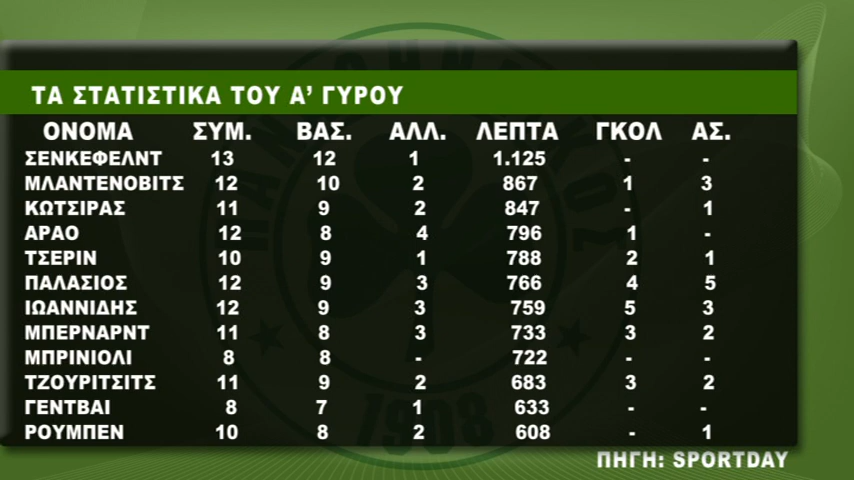 ΤΑ ΣΤΑΤΙΣΤΙΚΑ ΤΟΥ Α’ ΓΥΡΟΥ
ΟΝΟΜΑ ΣΥΜ. ΒΑΣ. ΑΛΛ. ΛΕΠΤΑ ΓΚΟΛ ΑΣ.
ΣΕΝΚΕΦΕΛΝΤ 13 12 1 1.125 - -
ΜΛΑΝΤΕΝΟΒΙΤΣ 12 10 2 867 1 3
ΚΩΤΣΙΡΑΣ 11 9 2 847 - 1
ΑΡΑΟ 12 8 4 796 1 -
ΤΣΕΡΙΝ 10 9 1 788 2 1
ΠΑΛΑΣΙΟΣ 12 9 3 766 4 5
ΙΩΑΝΝΙΔΗΣ 12 9 3 759 5 3
ΜΠΕΡΝΑΡΝΤ 11 8 3 733 3 2
ΜΠΡΙΝΙΟΛΙ 8 8 - 722 - -
ΤΖΟΥΡΙΤΣΙΤΣ 11 9 2 683 3 2
ΓΕΝΤΒΑΙ 8 7 1 633 - -
ΡΟΥΜΠΕΝ 10 8 2 608 - 1
1908
ΠΗΓΗ: SPORTDAY